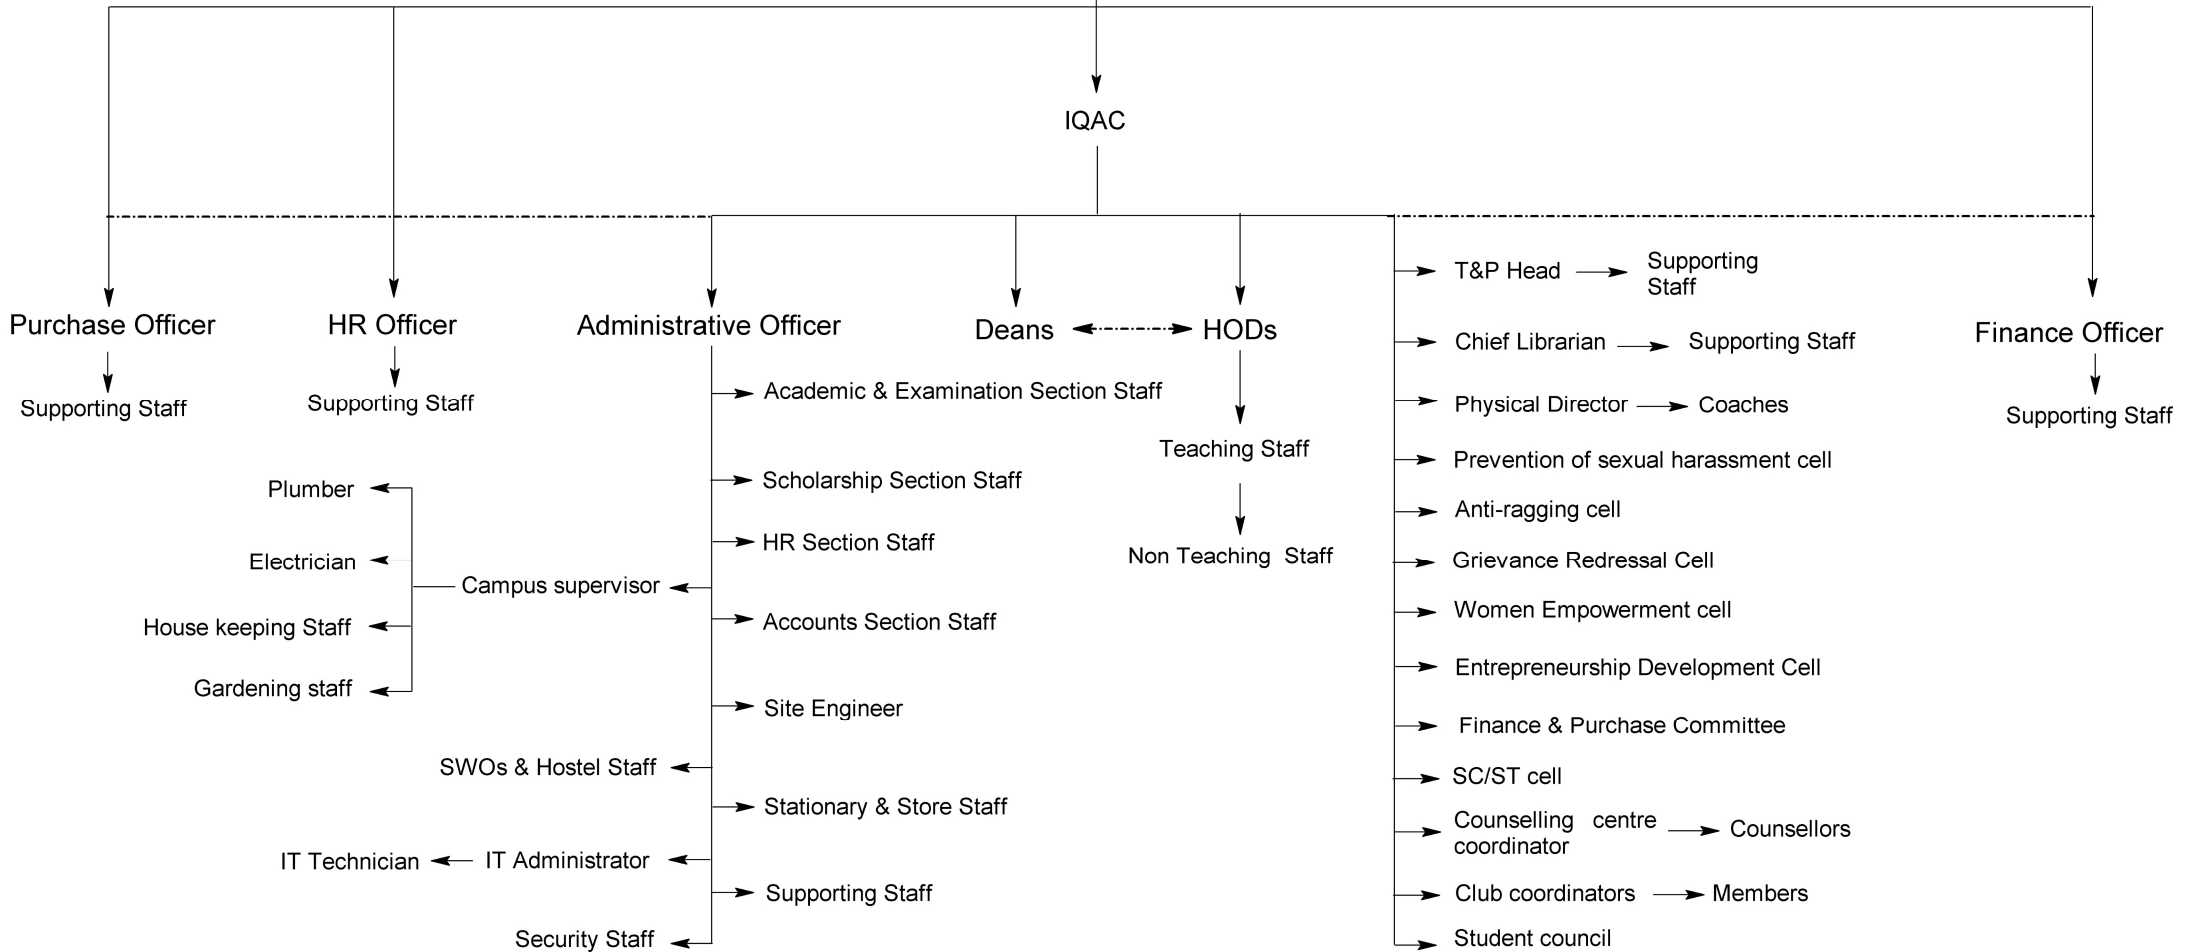 IQAC
Purchase Officer
Supporting Staff
HR Officer
Supporting Staff
Administrative Officer
Academic & Examination Section Staff
Scholarship Section Staff
HR Section Staff
Campus supervisor
Plumber
Electrician
House keeping Staff
Gardening staff
Accounts Section Staff
Site Engineer
SWOs & Hostel Staff
Stationary & Store Staff
IT Administrator
IT Technician
Supporting Staff
Security Staff
Deans
HODs
Teaching Staff
Non Teaching Staff
T&P Head
Supporting
Staff
Chief Librarian
Supporting Staff
Physical Director
Coaches
Prevention of sexual harassment cell
Anti-ragging cell
Grievance Redressal Cell
Women Empowerment cell
Entrepreneurship Development Cell
Finance & Purchase Committee
SC/ST cell
Counselling centre
coordinator
Counsellors
Club coordinators
Members
Student council
Finance Officer
Supporting Staff